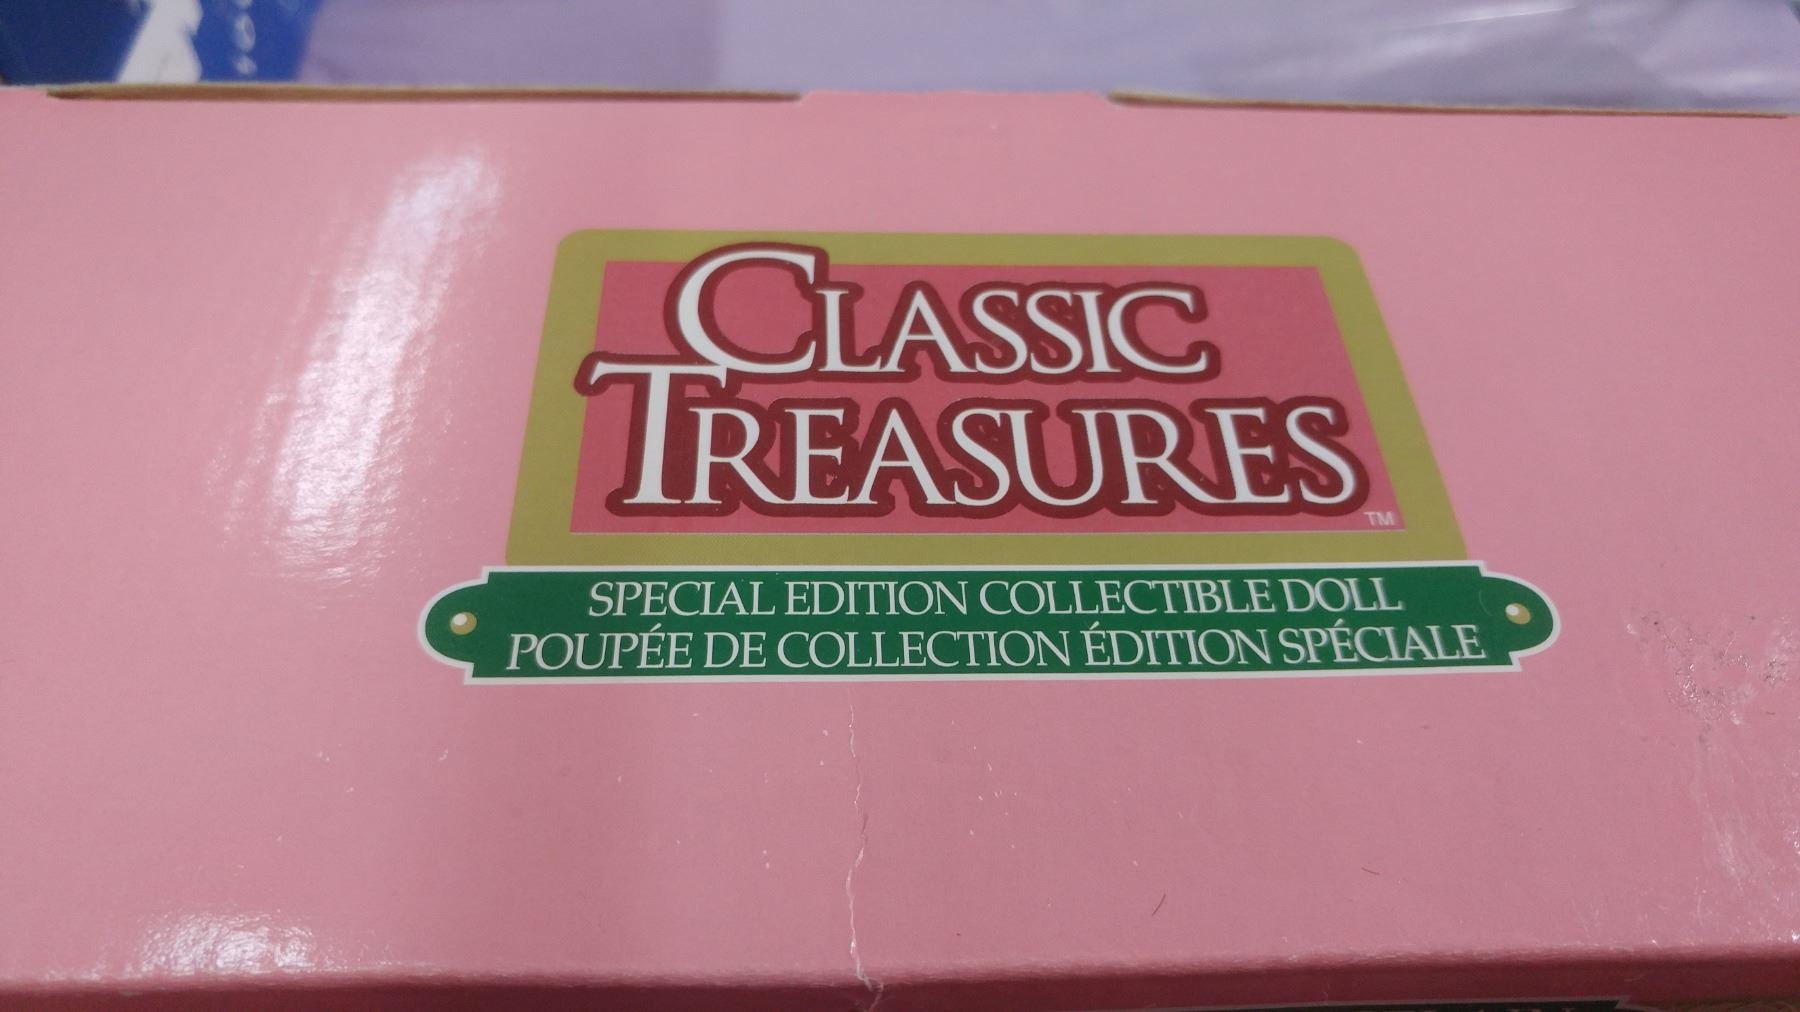 CLASSIC
TREASURES
TM
SPECIAL EDITION COLLECTIBLE DOLL
POUPÉE DE COLLECTION ÉDITION SPÉCIALE